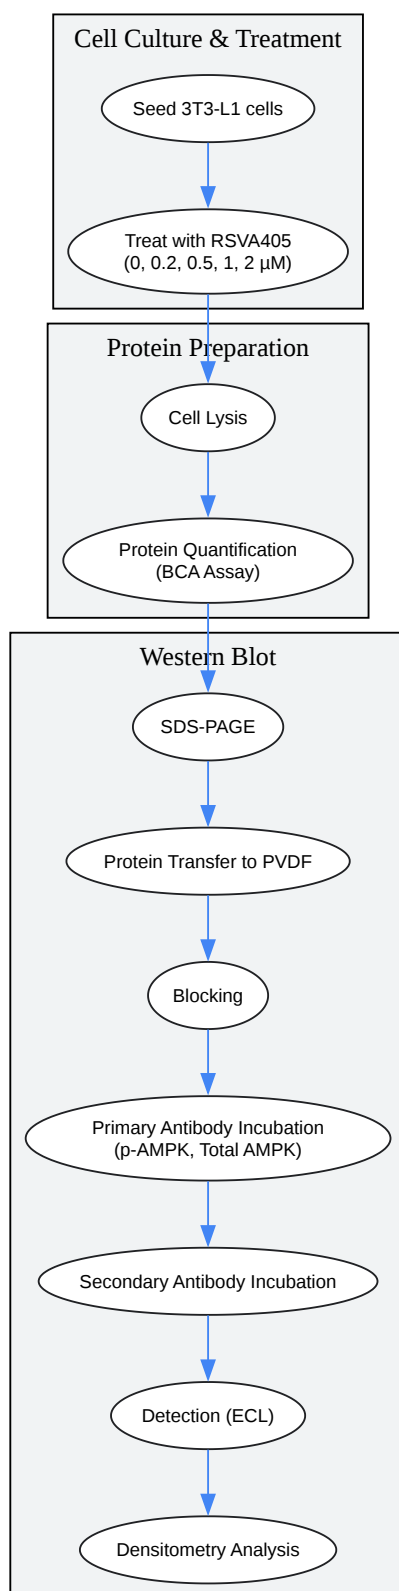 Cell Culture & Treatment
Seed 3T3-L1 cells
Treat with RSVA405
(0, 0.2, 0.5, 1, 2 µM)
Protein Preparation
Cell Lysis
Protein Quantification
(BCA Assay)
Western Blot
SDS-PAGE
Protein Transfer to PVDF
Blocking
Primary Antibody Incubation
(p-AMPK, Total AMPK)
Secondary Antibody Incubation
Detection (ECL)
Densitometry Analysis